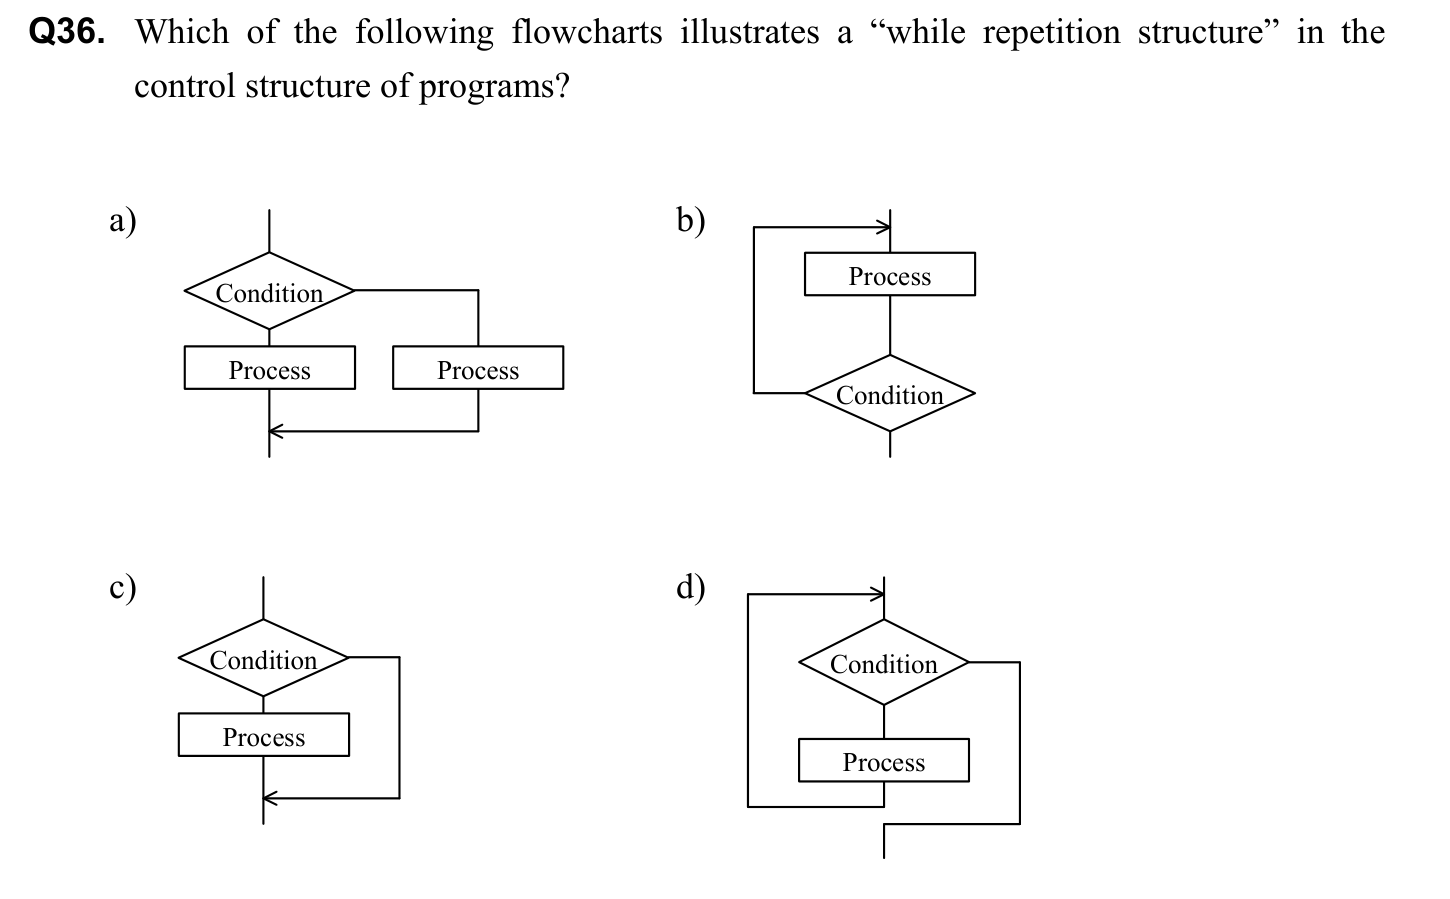 Q36. Which of the following flowcharts illustrates a “while repetition structure” in the
control structure of programs?
a)
Condition
Process Process
b)
Process
Condition
c)
Condition
Process
d)
Condition
Process